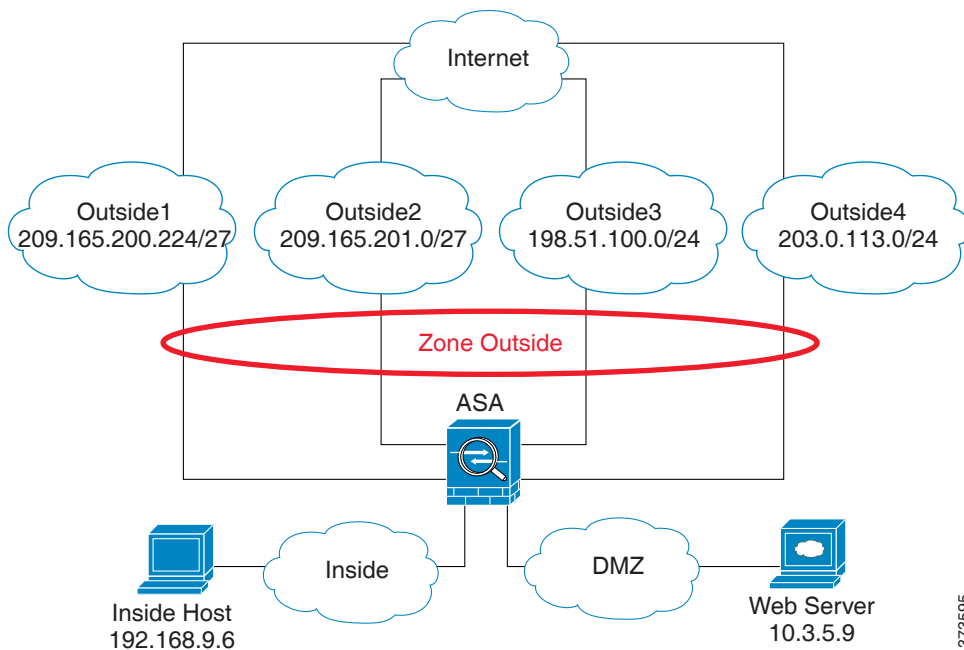 Internet
Outside1
209.165.200.224/27
Outside2
209.165.201.0/27
Outside3
198.51.100.0/24
Outside4
203.0.113.0/24
Zone Outside
ASA
Inside
DMZ
Inside Host
192.168.9.6
Web Server
10.3.5.9
373595